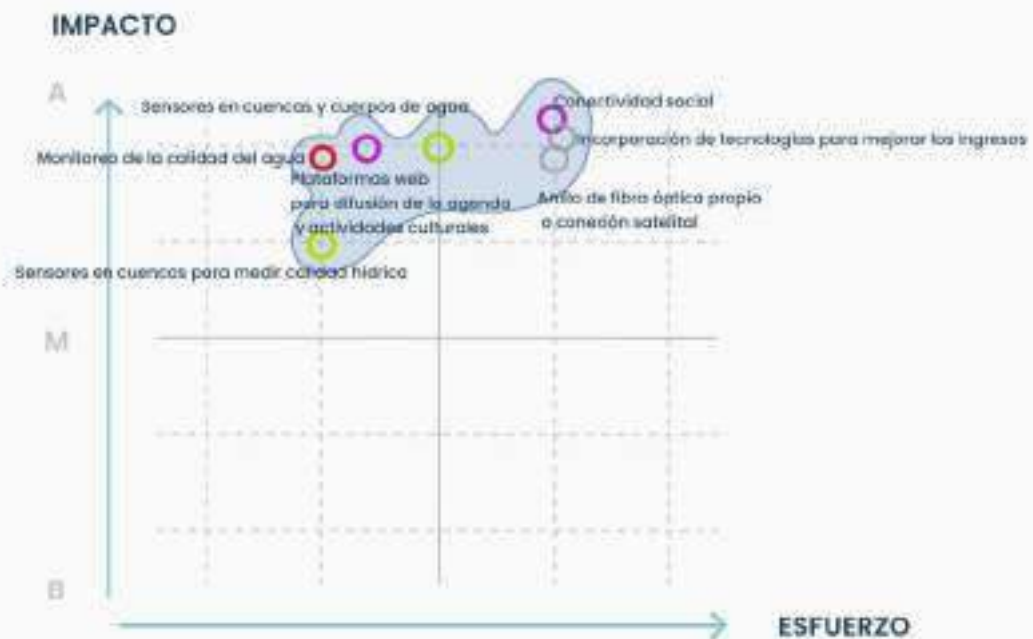 IMPACTO
A
Sensores en cuencas y cuerpos de agua
Conectividad social
Incorporación de tecnologías para mejorar los ingresos
Monitoreo de la calidad del agua
Plataformas web
para difusión de la agenda
y actividades culturales
Anillo de fibra óptica propio
o conexión satelital
Sensores en cuencas para medir calidad hídrica
M
B
ESFUERZO